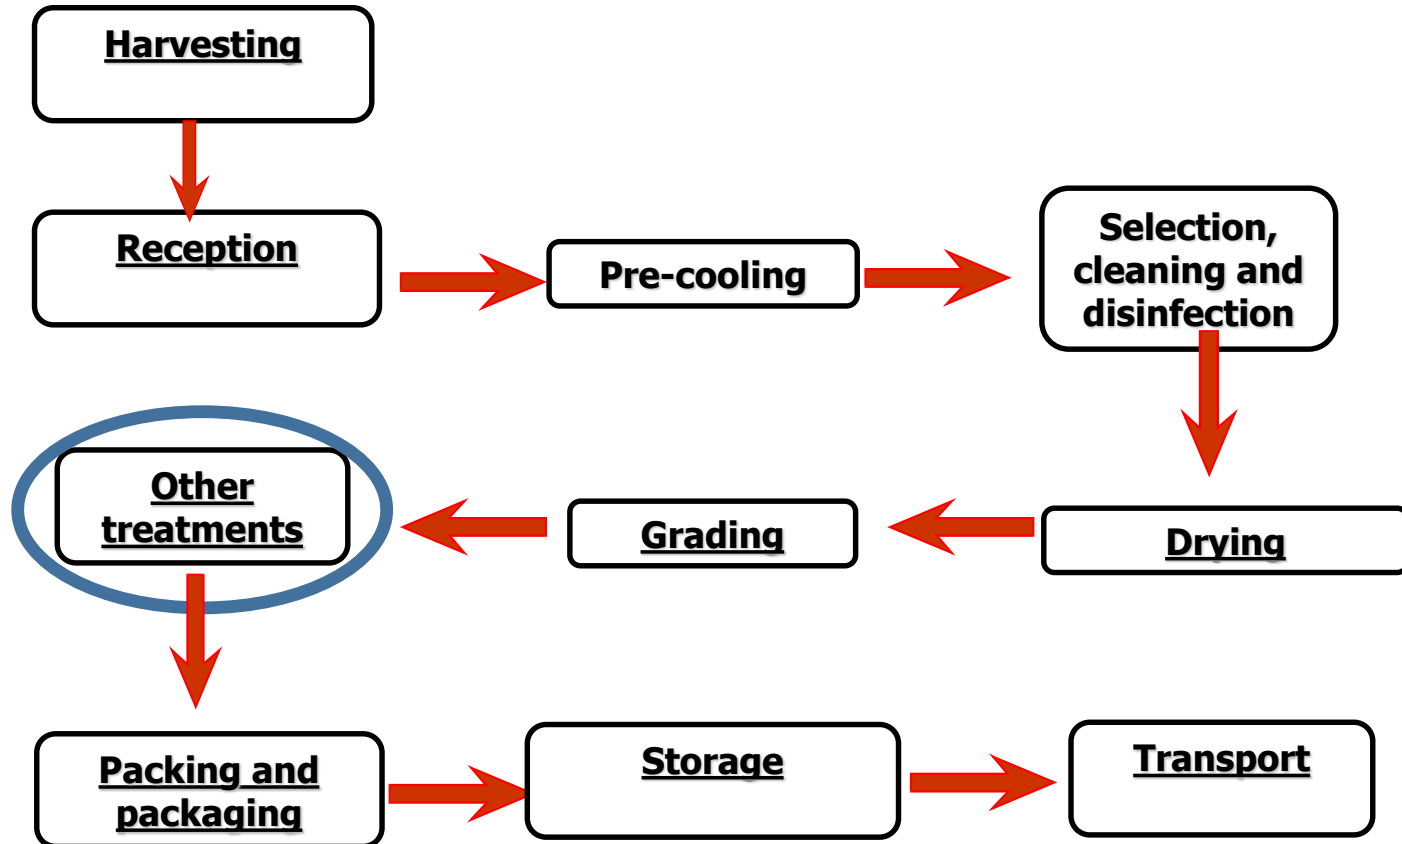 Harvesting
Reception
Pre-cooling
Selection,
cleaning and
disinfection
Other
treatments
Grading
Drying
Packing and
packaging
Storage
Transport